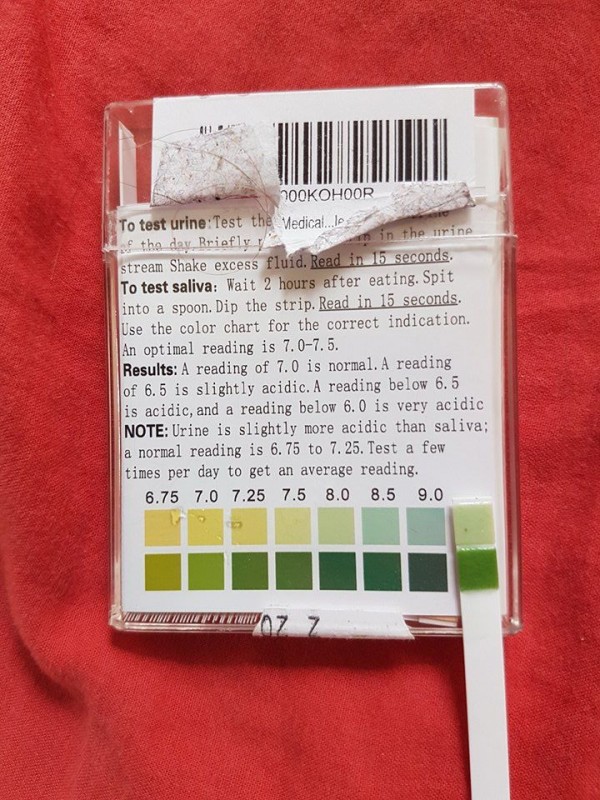 000KOH00R
To test urine:Test the Medical...le
of the day.Briefly in the urine
stream Shake excess fluid.Read in 15 seconds.
To test saliva: Wait 2 hours after eating.Spit
into a spoon.Dip the strip.Read in 15 seconds.
Use the color chart for the correct indication.
An optimal reading is 7.0-7.5.
Results:A reading of 7.0 is normal.A reading
of 6.5 is slightly acidic.A reading below 6.5
is acidic,and a reading below 6.0 is very acidic
NOTE:Urine is slightly more acidic than saliva;
a normal reading is 6.75 to 7.25.Test a few
times per day to get an average reading.
6.75 7.0 7.25 7.5 8.0 8.5 9.0